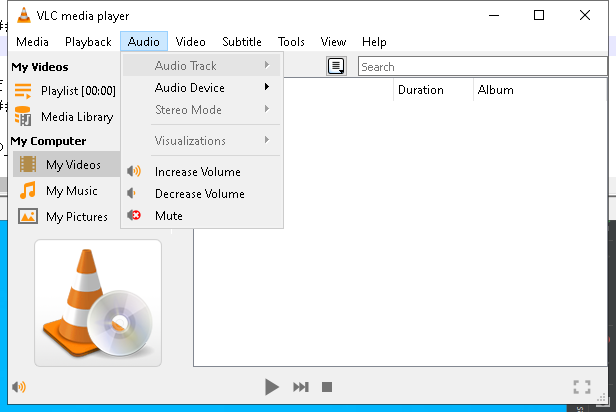 VLC media player
Media Playback Audio Video Subtitle Tools View Help
My Videos
Playlist [00:00]
Media Library
My Computer
My Videos
My Music
My Pictures
Audio Track
Audio Device
Stereo Mode
Visualizations
Increase Volume
Decrease Volume
Mute
Search
Duration Album